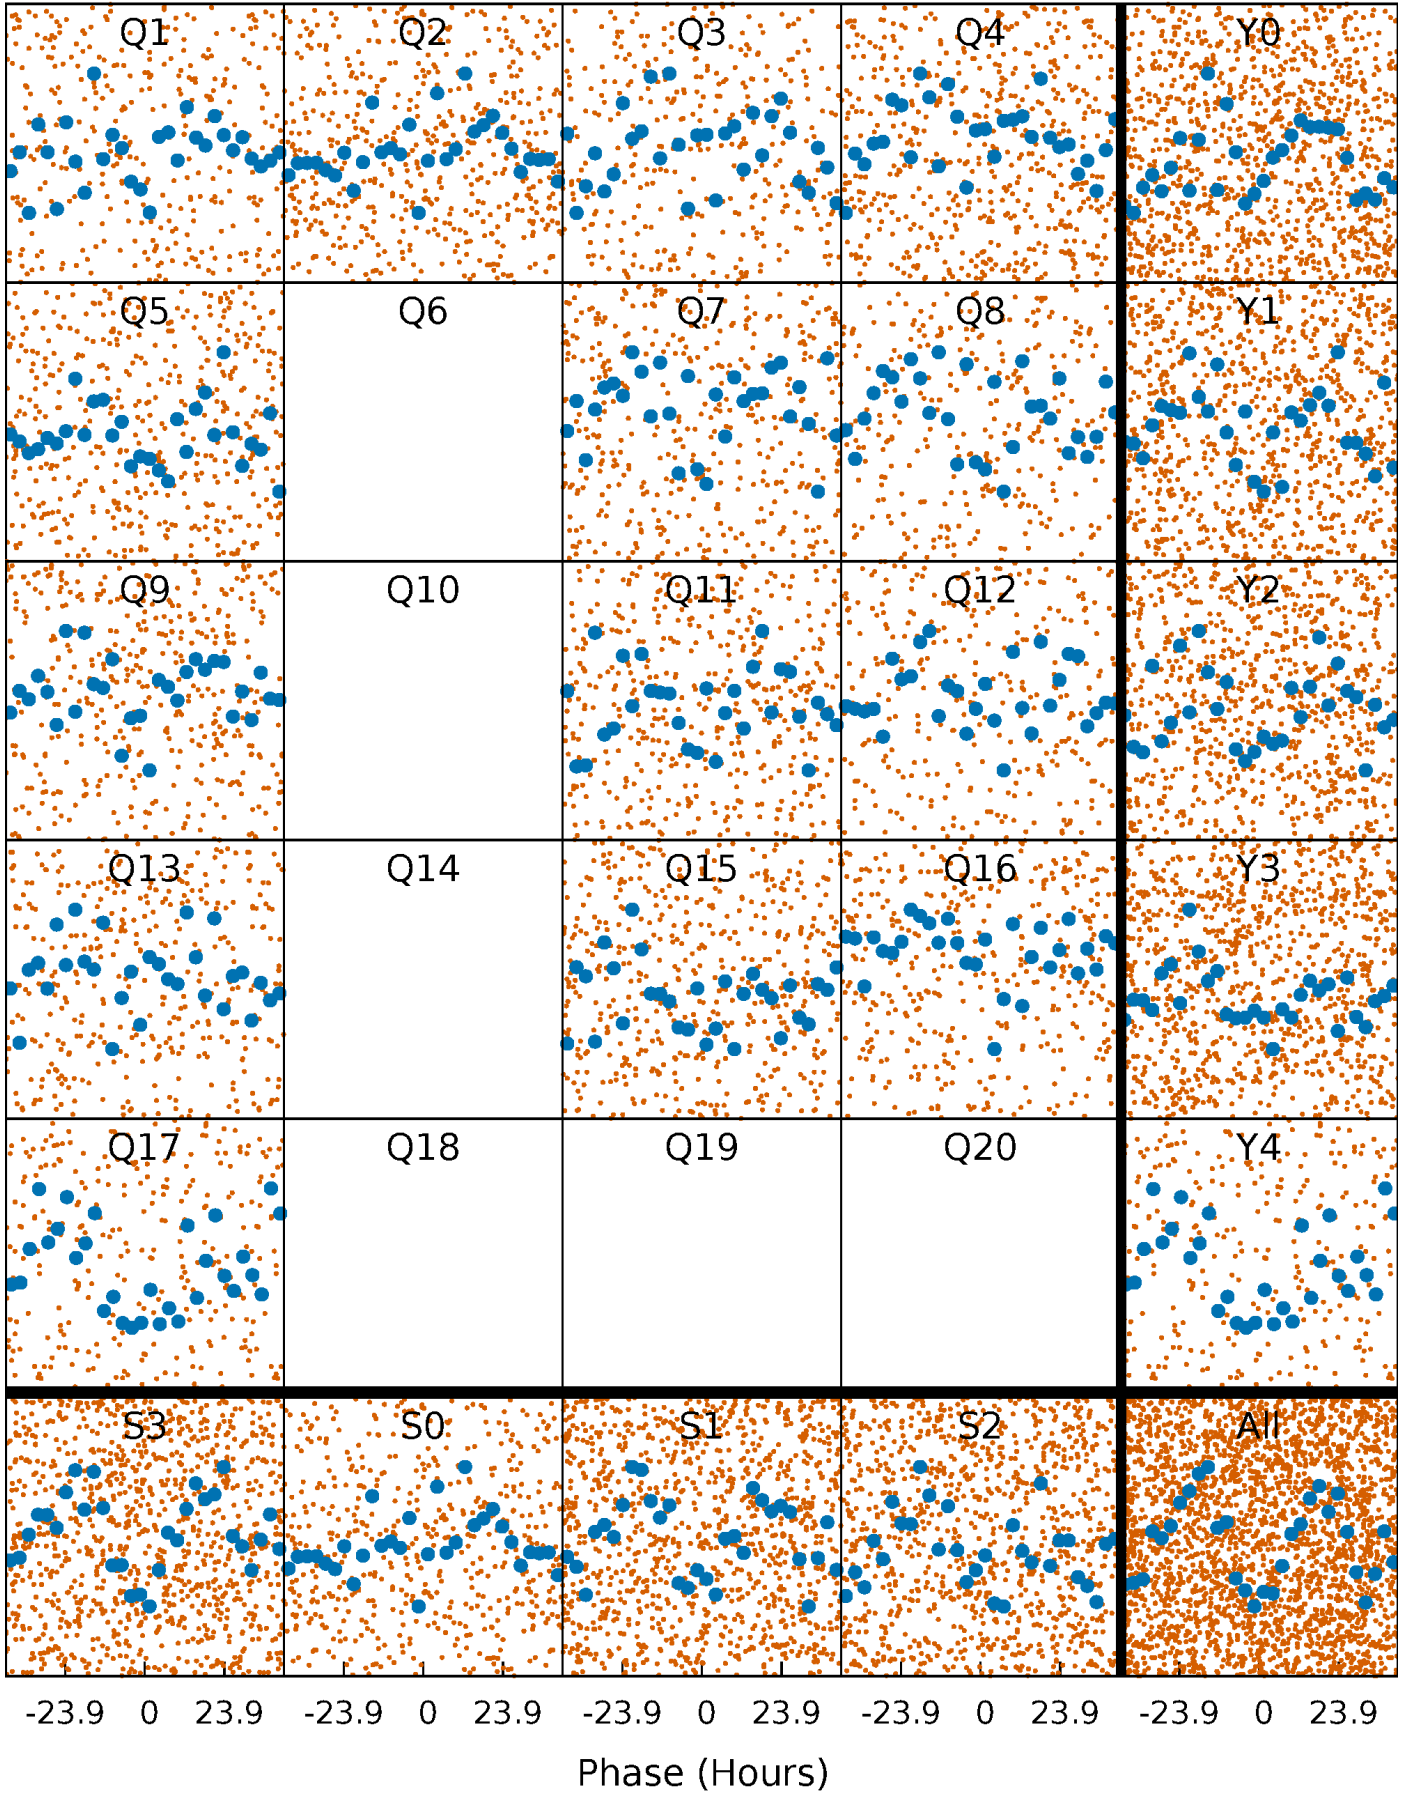 Q1 Q2 Q3 Q4 Y0
Q5 Q6 Q7 Q8 Y1
Q9 Q10 Q11 Q12 Y2
Q13 Q14 Q15 Q16 Y3
Q17 Q18 Q19 Q20 Y4
S3 S0 S1 S2 All
-23.9 0 23.9 -23.9 0 23.9 -23.9 0 23.9 -23.9 0 23.9 -23.9 0 23.9
Phase (Hours)